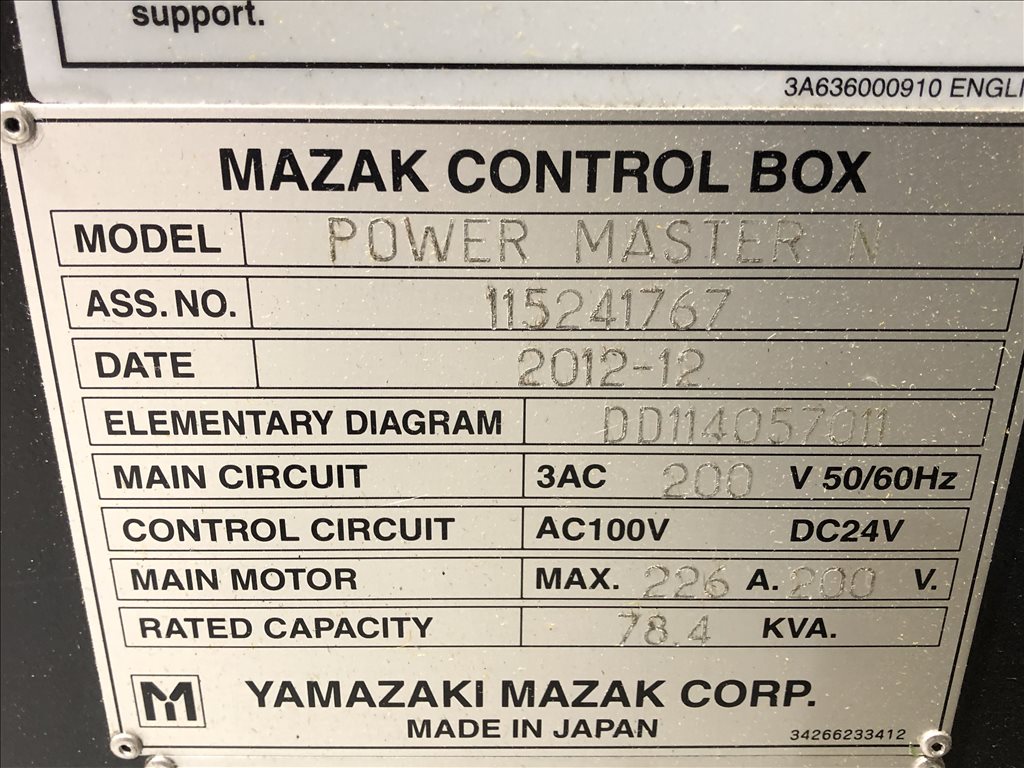 support.
3A636000910 ENGLI
MAZAK CONTROL BOX
MODEL POWER MASTER N
ASS. NO. 115241767
DATE 2012-12
ELEMENTARY DIAGRAM DD114057011
MAIN CIRCUIT 3AC 200 V 50/60Hz
CONTROL CIRCUIT AC100V DC24V
MAIN MOTOR MAX. 226 A. 200 V.
RATED CAPACITY 78.4 KVA.
M YAMAZAKI MAZAK CORP.
MADE IN JAPAN
34266233412